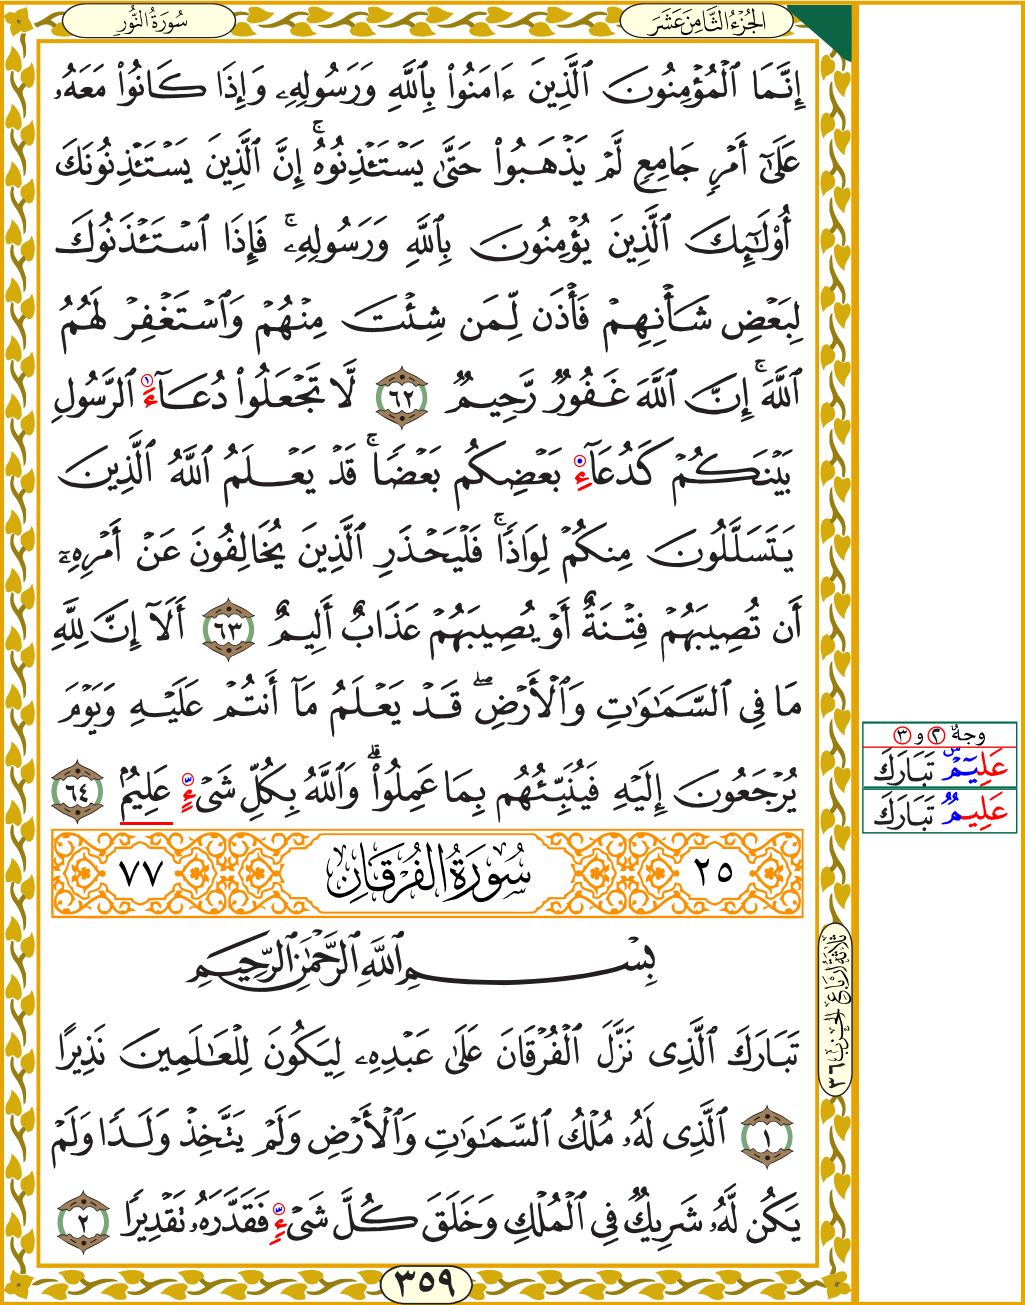 الجُزْءُ الثَّامِنَ عَشَرَ
سُورَةُ النُّور
إِنَّمَا ٱلْمُؤْمِنُونَ ٱلَّذِينَ ءَامَنُوا۟ بِٱللَّهِ وَرَسُولِهِۦ وَإِذَا كَانُوا۟ مَعَهُۥ
عَلَىٰٓ أَمْرٍ جَامِعٍ لَّمْ يَذْهَبُوا۟ حَتَّىٰ يَسْتَـْٔذِنُوهُ ۚ إِنَّ ٱلَّذِينَ يَسْتَـْٔذِنُونَكَ
أُو۟لَـٰٓئِكَ ٱلَّذِينَ يُؤْمِنُونَ بِٱللَّهِ وَرَسُولِهِۦ ۚ فَإِذَا ٱسْتَـْٔذَنُوكَ
لِبَعْضِ شَأْنِهِمْ فَأْذَن لِّمَن شِئْتَ مِنْهُمْ وَٱسْتَغْفِرْ لَهُمُ
ٱللَّهَ ۚ إِنَّ ٱللَّهَ غَفُورٌ رَّحِيمٌ ٦٢ لَّا تَجْعَلُوا۟ دُعَآءَ ١ ٱلرَّسُولِ
بَيْنَكُمْ كَدُعَآءِ بَعْضِكُم بَعْضًا ۚ قَدْ يَعْلَمُ ٱللَّهُ ٱلَّذِينَ
يَتَسَلَّلُونَ مِنكُمْ لِوَاذًا ۚ فَلْيَحْذَرِ ٱلَّذِينَ يُخَالِفُونَ عَنْ أَمْرِهِۦٓ
أَن تُصِيبَهُمْ فِتْنَةٌ أَوْ يُصِيبَهُمْ عَذَابٌ أَلِيمٌ ٦٣ أَلَآ إِنَّ لِلَّهِ
مَا فِى ٱلسَّمَـٰوَٰتِ وَٱلْأَرْضِ ۖ قَدْ يَعْلَمُ مَآ أَنتُمْ عَلَيْهِ وَيَوْمَ
يُرْجَعُونَ إِلَيْهِ فَيُنَبِّئُهُم بِمَا عَمِلُوا۟ ۗ وَٱللَّهُ بِكُلِّ شَىْءٍ عَلِيمٌۢ ٦٤
٢٥ سُورَةُ الفُرْقَانِ ٧٧
بِسْمِ ٱللَّهِ ٱلرَّحْمَـٰنِ ٱلرَّحِيمِ
تَبَارَكَ ٱلَّذِى نَزَّلَ ٱلْفُرْقَانَ عَلَىٰ عَبْدِهِۦ لِيَكُونَ لِلْعَـٰلَمِينَ نَذِيرًا
١ ٱلَّذِى لَهُۥ مُلْكُ ٱلسَّمَـٰوَٰتِ وَٱلْأَرْضِ وَلَمْ يَتَّخِذْ وَلَدًا وَلَمْ
يَكُن لَّهُۥ شَرِيكٌ فِى ٱلْمُلْكِ وَخَلَقَ كُلَّ شَىْءٍ فَقَدَّرَهُۥ تَقْدِيرًا ٢
٣٥٩
وجهُ ٢ و ٣
عَلِيمٌ س تَبَارَكَ
عَلِيمٌ تَبَارَكَ
ثلاثة أرباع الحزب ٣٦